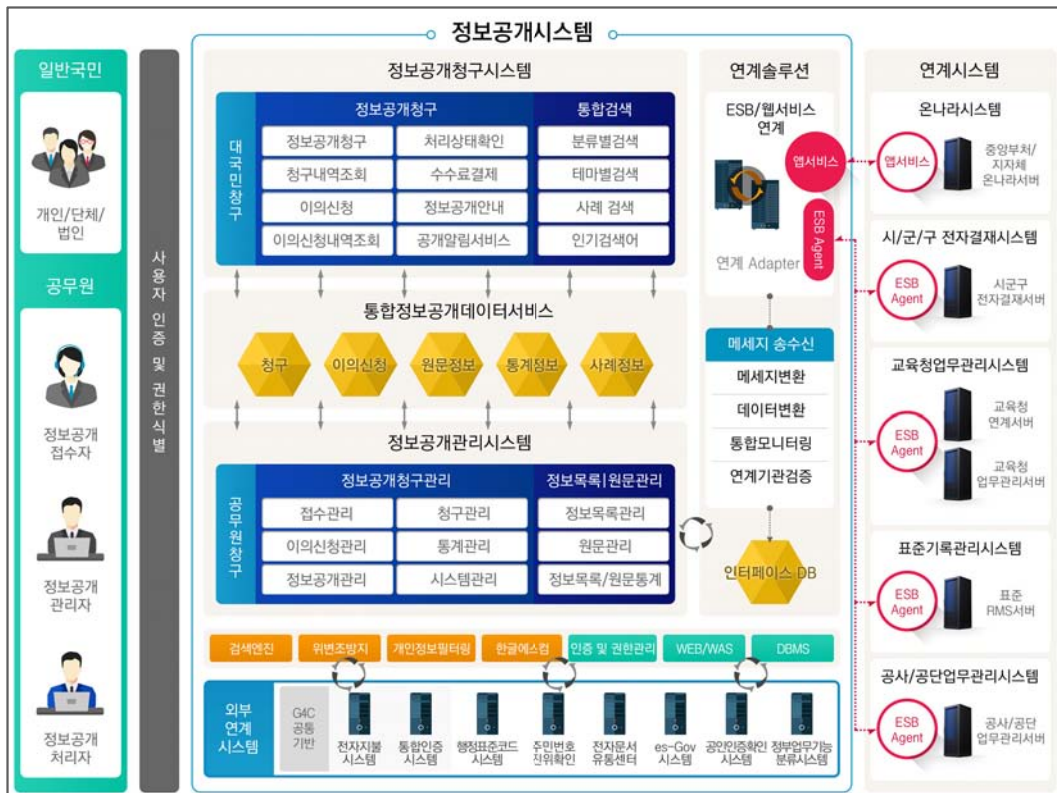 정보공개시스템
일반국민
개인/단체/
법인
공무원
정보공개
접수자
정보공개
관리자
정보공개
처리자
사용자 인증 및 권한식별
정보공개청구시스템
대국민창구
정보공개청구
통합검색
정보공개청구
처리상태확인
분류별검색
청구내역조회
수수료결제
테마별검색
이의신청
정보공개안내
사례 검색
이의신청내역조회
공개알림서비스
인기검색어
통합정보공개데이터서비스
청구
이의신청
원문정보
통계정보
사례정보
정보공개관리시스템
공무원창구
정보공개청구관리
정보목록|원문관리
접수관리
청구관리
정보목록관리
이의신청관리
통계관리
원문관리
정보공개관리
시스템관리
정보목록/원문통계
연계솔루션
ESB/웹서비스
연계
앱서비스
ESB Agent
연계 Adapter
메세지 송수신
메세지변환
데이터변환
통합모니터링
연계기관검증
인터페이스 DB
검색엔진
위변조방지
개인정보필터링
한글에스컴
인증 및 권한관리
WEB/WAS
DBMS
외부
연계
시스템
G4C
공통
기반
전자지불
시스템
통합인증
시스템
행정표준코드
시스템
주민번호
진위확인
전자문서
유통센터
es-Gov
시스템
공인인증확인
시스템
정부업무기능
분류시스템
연계시스템
온나라시스템
앱서비스
중앙부처/
지자체
온나라서버
시/군/구 전자결재시스템
ESB
Agent
시군구
전자결재서버
교육청업무관리시스템
ESB
Agent
교육청
연계서버
교육청
업무관리서버
표준기록관리시스템
ESB
Agent
표준
RMS서버
공사/공단업무관리시스템
ESB
Agent
공사/공단
업무관리서버